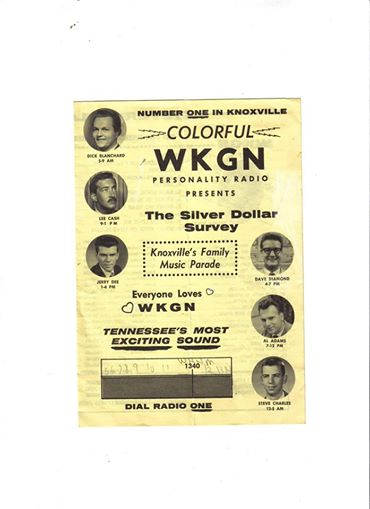 NUMBER ONE IN KNOXVILLE
COLORFUL
WKGN
PERSONALITY RADIO
PRESENTS
The Silver Dollar
Survey
Knoxville's Family
Music Parade
Everyone Loves
WKGN
TENNESSEE'S MOST
EXCITING SOUND
1340
DIAL RADIO ONE
DICK BLANCHARD
5-9 AM
LEE CASH
9-1 PM
JERRY DEE
1-4 PM
DAVE DIAMOND
4-7 PM
AL ADAMS
7-12 PM
STEVE CHARLES
12-5 AM